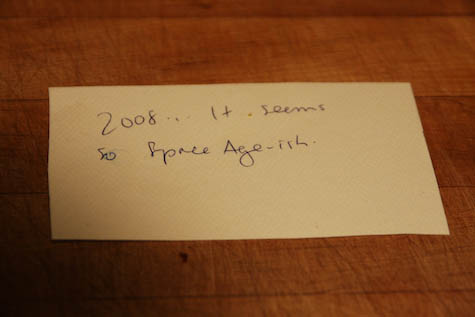 2008... It seems
so Space Age-ish.